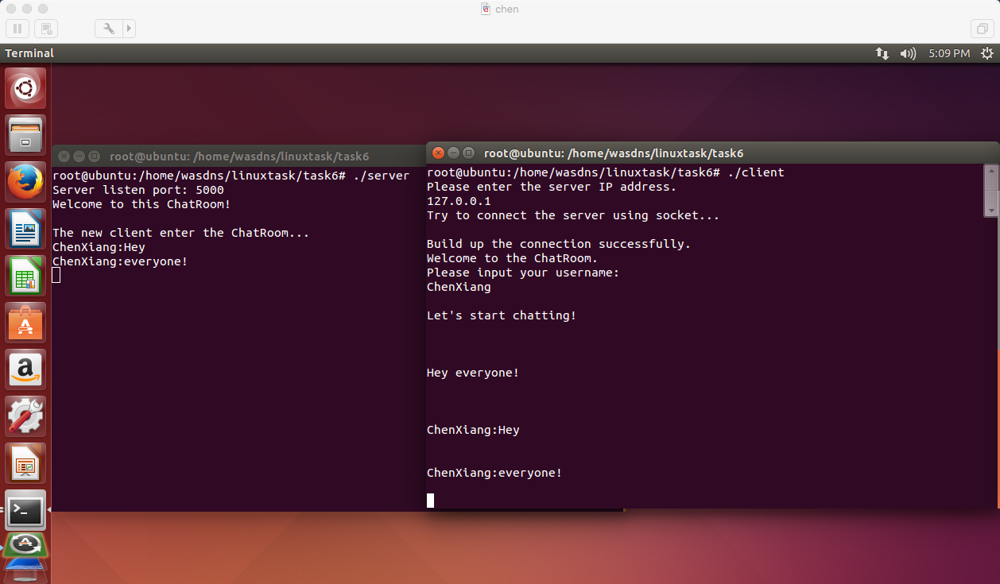 chen
Terminal
5:09 PM
root@ubuntu: /home/wasdns/linuxtask/task6
root@ubuntu:/home/wasdns/linuxtask/task6# ./server
Server listen port: 5000
Welcome to this ChatRoom!
The new client enter the ChatRoom...
ChenXiang:Hey
ChenXiang:everyone!
root@ubuntu: /home/wasdns/linuxtask/task6
root@ubuntu:/home/wasdns/linuxtask/task6# ./client
Please enter the server IP address.
127.0.0.1
Try to connect the server using socket...
Build up the connection successfully.
Welcome to the ChatRoom.
Please input your username:
ChenXiang
Let's start chatting!
Hey everyone!
ChenXiang:Hey
ChenXiang:everyone!